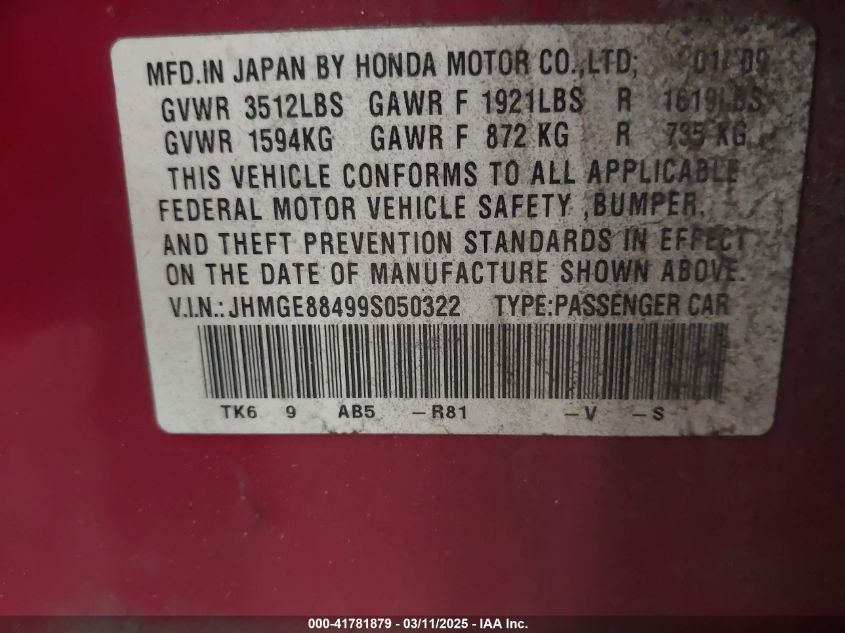 MFD.IN JAPAN BY HONDA MOTOR CO.,LTD; 01/09
GVWR 3512LBS GAWR F 1921LBS R 1619LBS
GVWR 1594KG GAWR F 872 KG R 735 KG
THIS VEHICLE CONFORMS TO ALL APPLICABLE
FEDERAL MOTOR VEHICLE SAFETY ,BUMPER,
AND THEFT PREVENTION STANDARDS IN EFFECT
ON THE DATE OF MANUFACTURE SHOWN ABOVE.
V.I.N.: JHMGE88499S050322 TYPE:PASSENGER CAR
TK6 9 AB5 -R81 -V -S
000-41781879 - 03/11/2025 - IAA Inc.